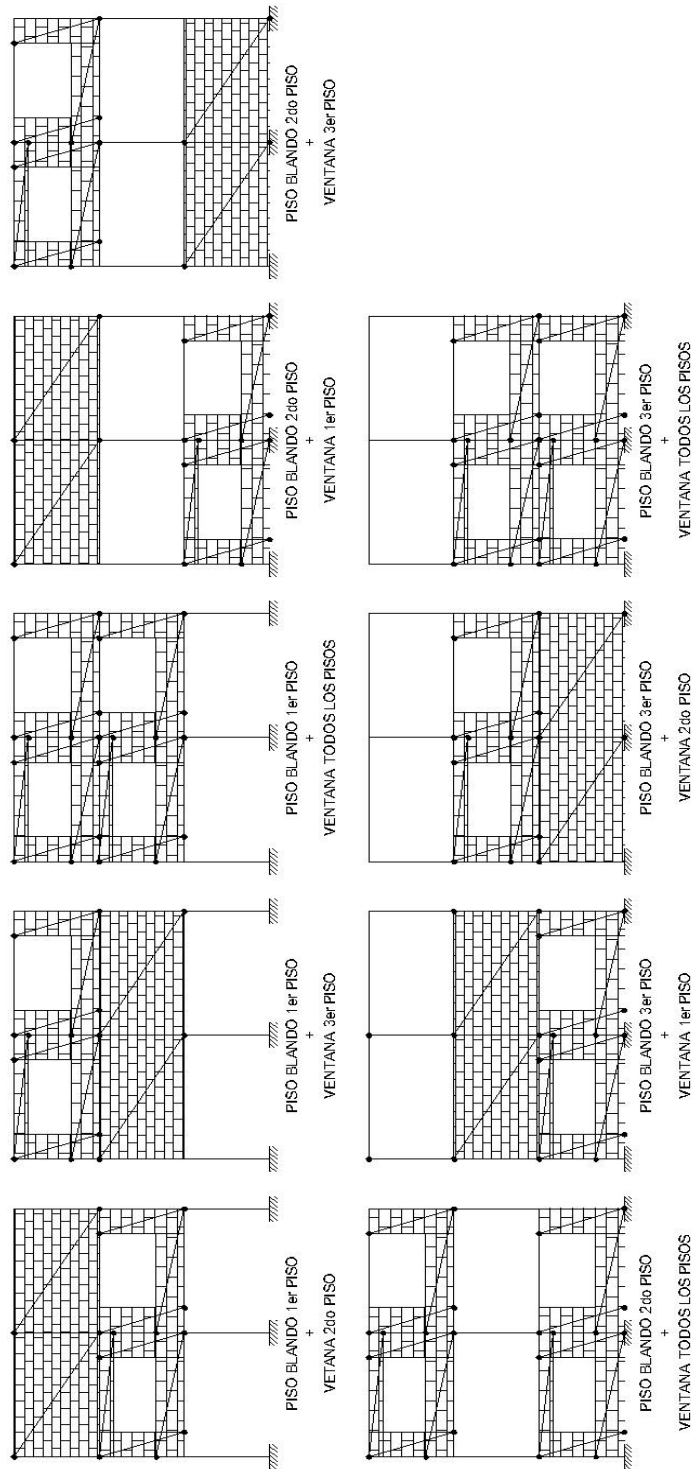 PISO BLANDO 1er PISO
+
VETANA 2do PISO
PISO BLANDO 1er PISO
+
VENTANA 3er PISO
PISO BLANDO 1er PISO
+
VENTANA TODOS LOS PISOS
PISO BLANDO 2do PISO
+
VENTANA 1er PISO
PISO BLANDO 2do PISO
+
VENTANA 3er PISO
PISO BLANDO 2do PISO
+
VENTANA TODOS LOS PISOS
PISO BLANDO 3er PISO
+
VENTANA 1er PISO
PISO BLANDO 3er PISO
+
VENTANA 2do PISO
PISO BLANDO 3er PISO
+
VENTANA TODOS LOS PISOS